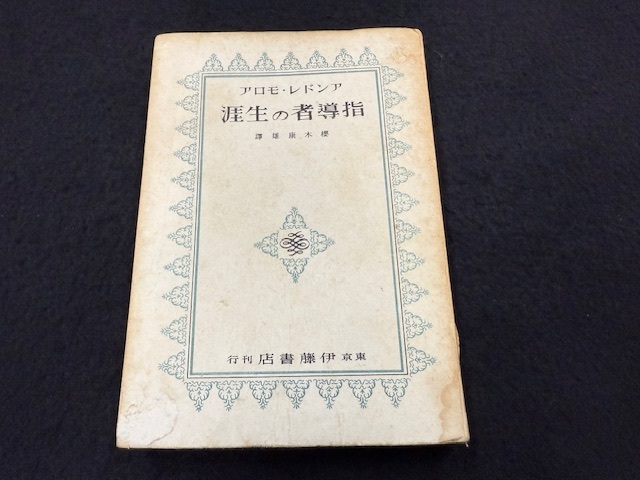 アンドレ・モロア
指導者の生涯
櫻木康雄譯
東京伊藤書店刊行